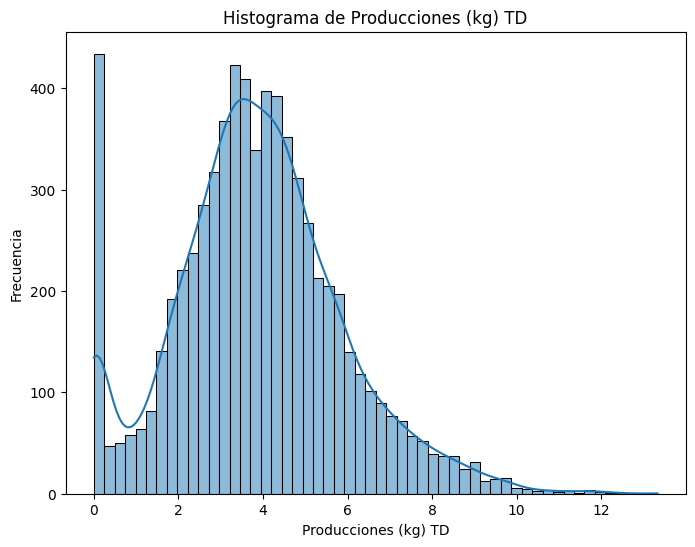 Histograma de Producciones (kg) TD
Frecuencia
400
300
200
100
0
0 2 4 6 8 10 12
Producciones (kg) TD